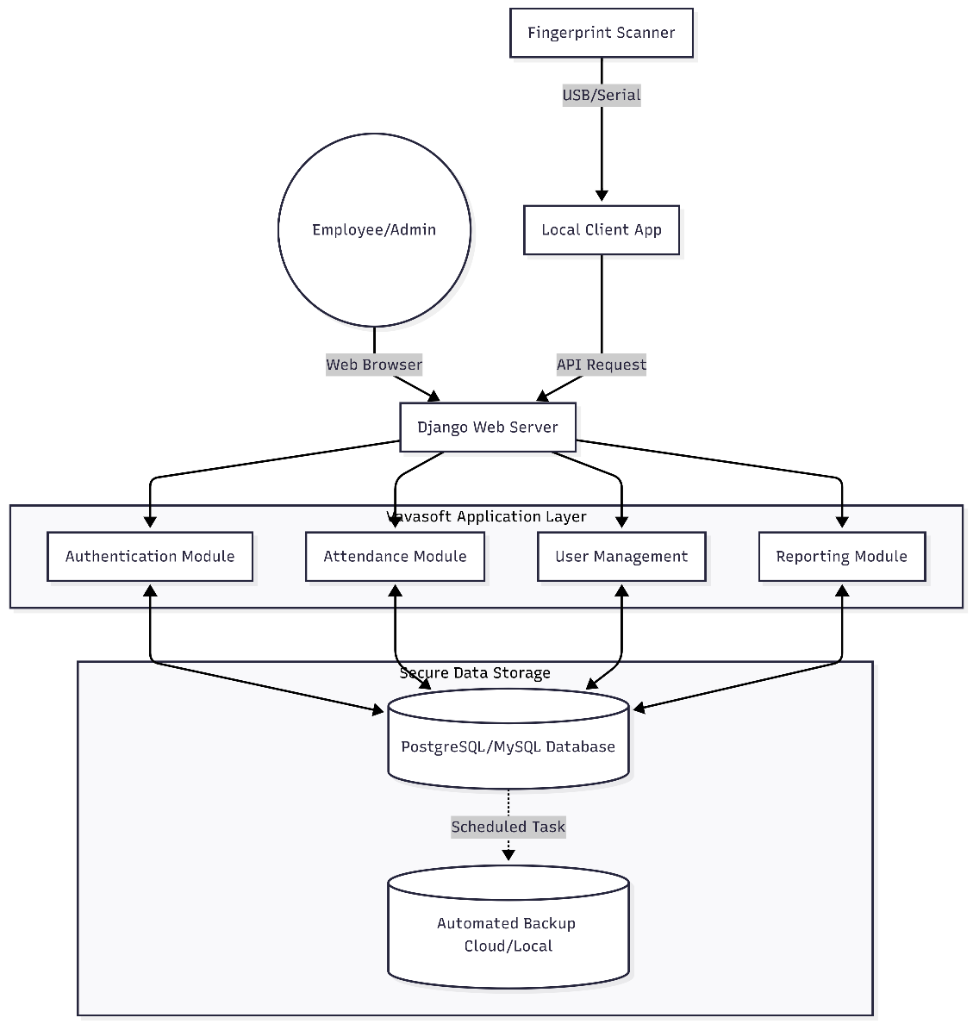 Fingerprint Scanner
USB/Serial
Employee/Admin
Local Client App
Web Browser
API Request
Django Web Server
Vavasoft Application Layer
Authentication Module
Attendance Module
User Management
Reporting Module
Secure Data Storage
PostgreSQL/MySQL Database
Scheduled Task
Automated Backup
Cloud/Local